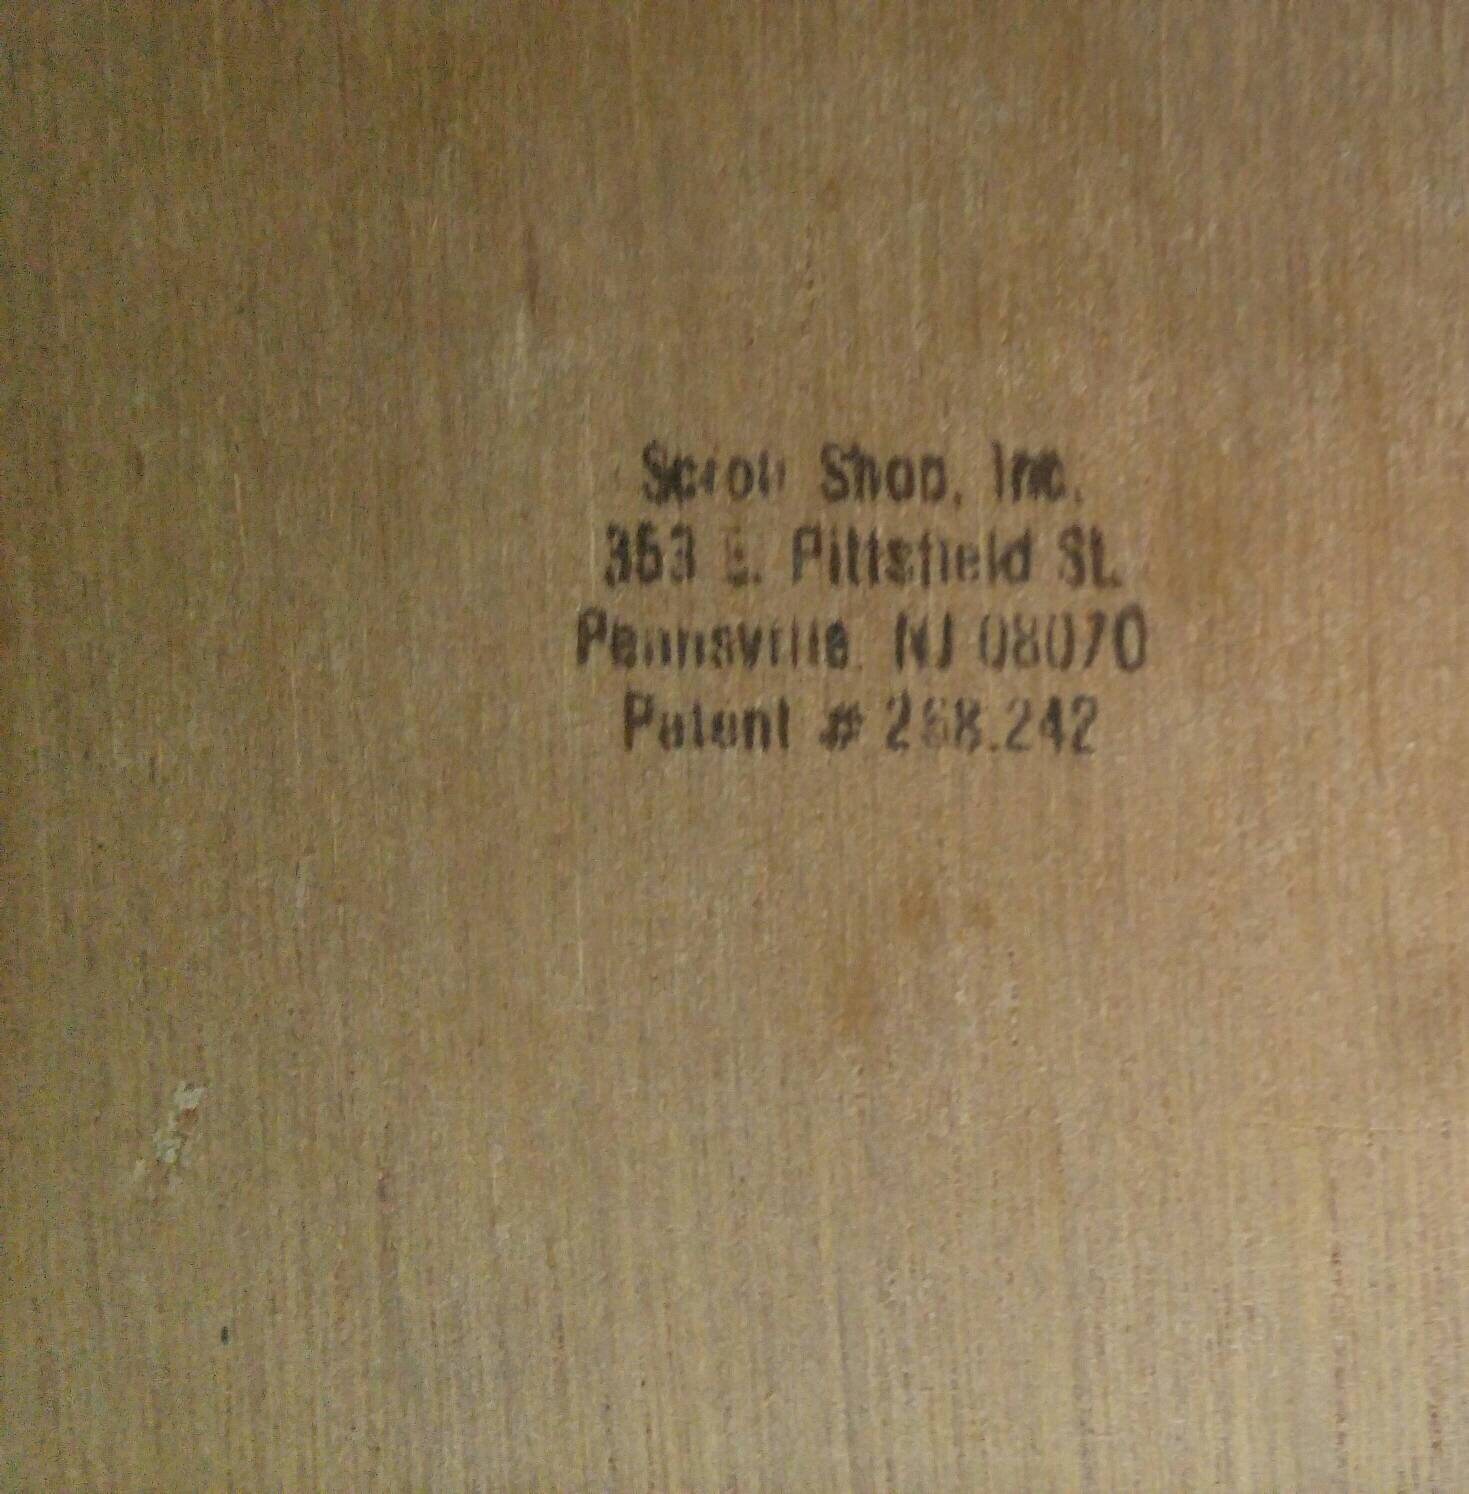 Scroll Shop, Inc.
353 E. Pittsfield St.
Pennsville, NJ 08070
Patent # 268,242